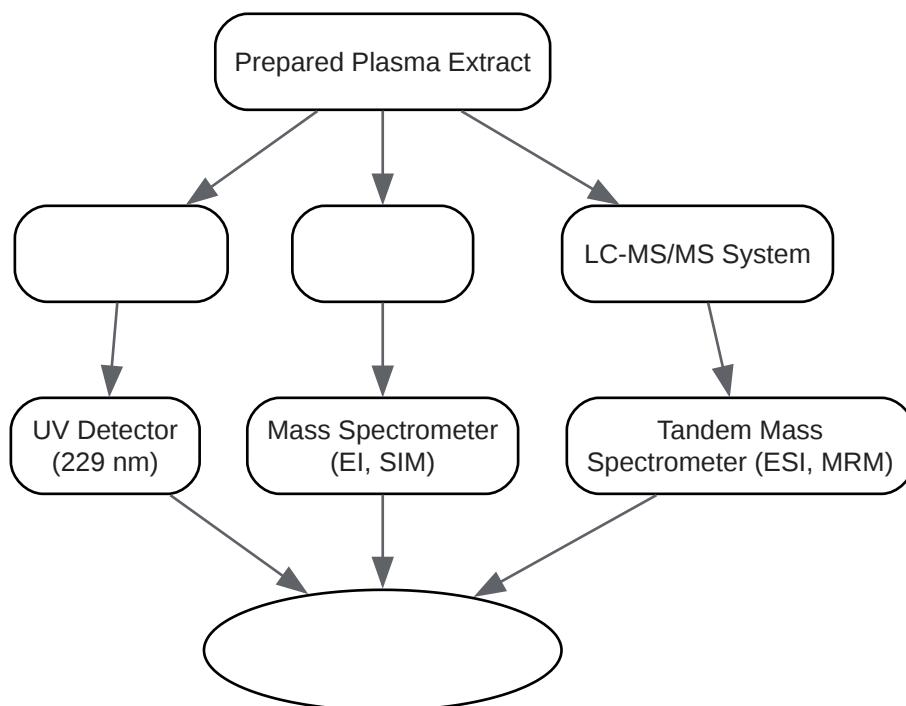 Prepared Plasma Extract
LC-MS/MS System
UV Detector
(229 nm)
Mass Spectrometer
(EI, SIM)
Tandem Mass
Spectrometer (ESI, MRM)